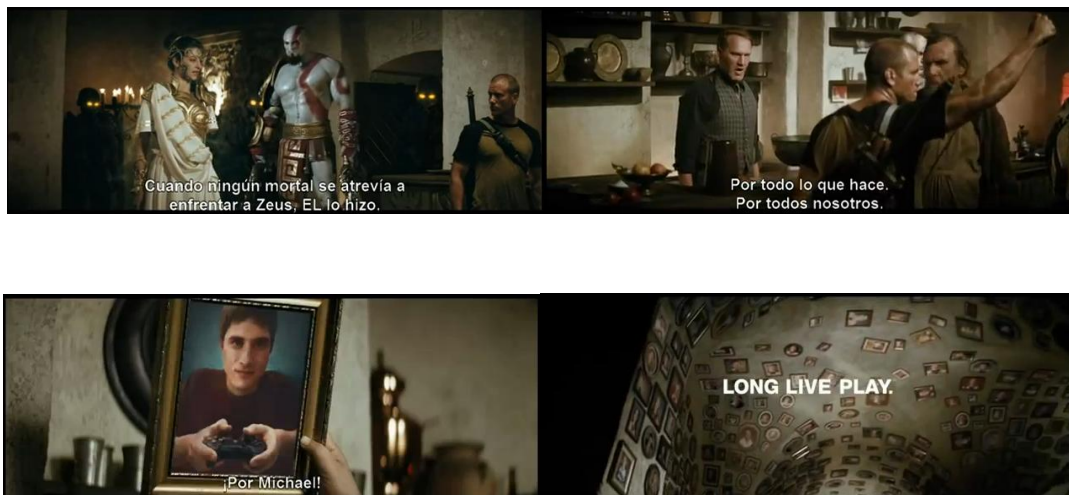 Cuando ningún mortal se atrevía a
enfrentar a Zeus, EL lo hizo.
Por todo lo que hace.
Por todos nosotros.
¡Por Michael!
LONG LIVE PLAY.